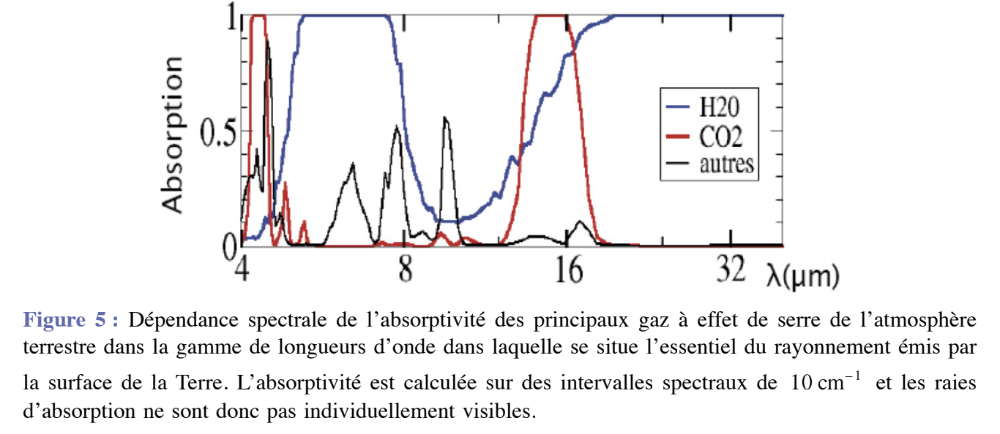 1
Absorption
0.5
0
H20
CO2
autres
4 8 16 32 λ(μm)
Figure 5 : Dépendance spectrale de l’absorptivité des principaux gaz à effet de serre de l’atmosphère
terrestre dans la gamme de longueurs d’onde dans laquelle se situe l’essentiel du rayonnement émis par
la surface de la Terre. L’absorptivité est calculée sur des intervalles spectraux de 10 cm⁻¹ et les raies
d’absorption ne sont donc pas individuellement visibles.